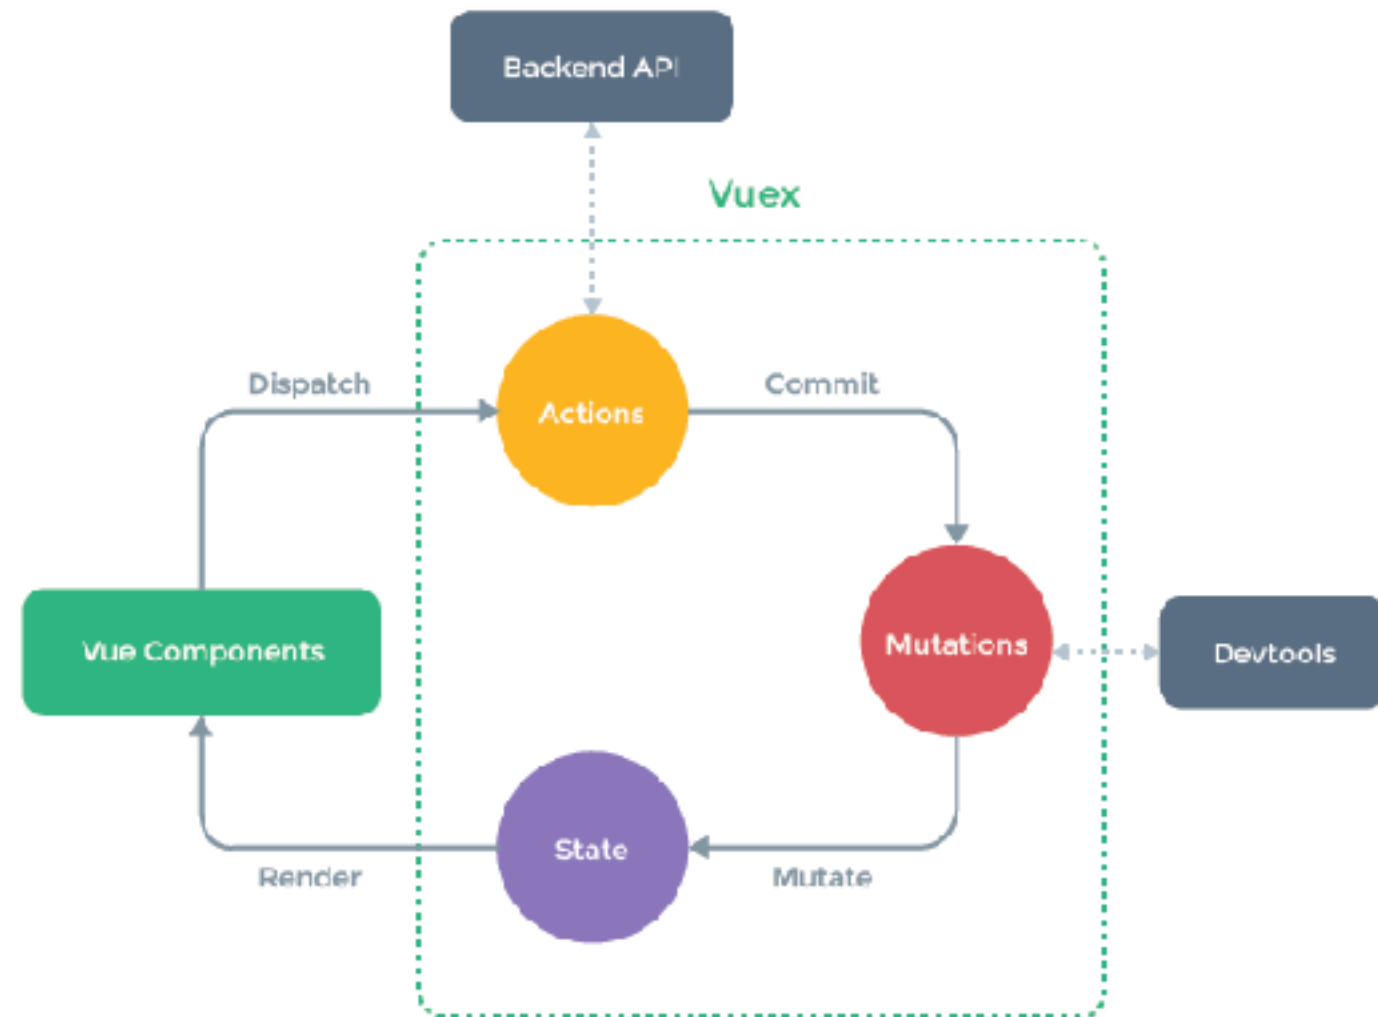 Backend API
Vuex
Dispatch
Commit
Actions
Vue Components
Mutations
Devtools
State
Render
Mutate